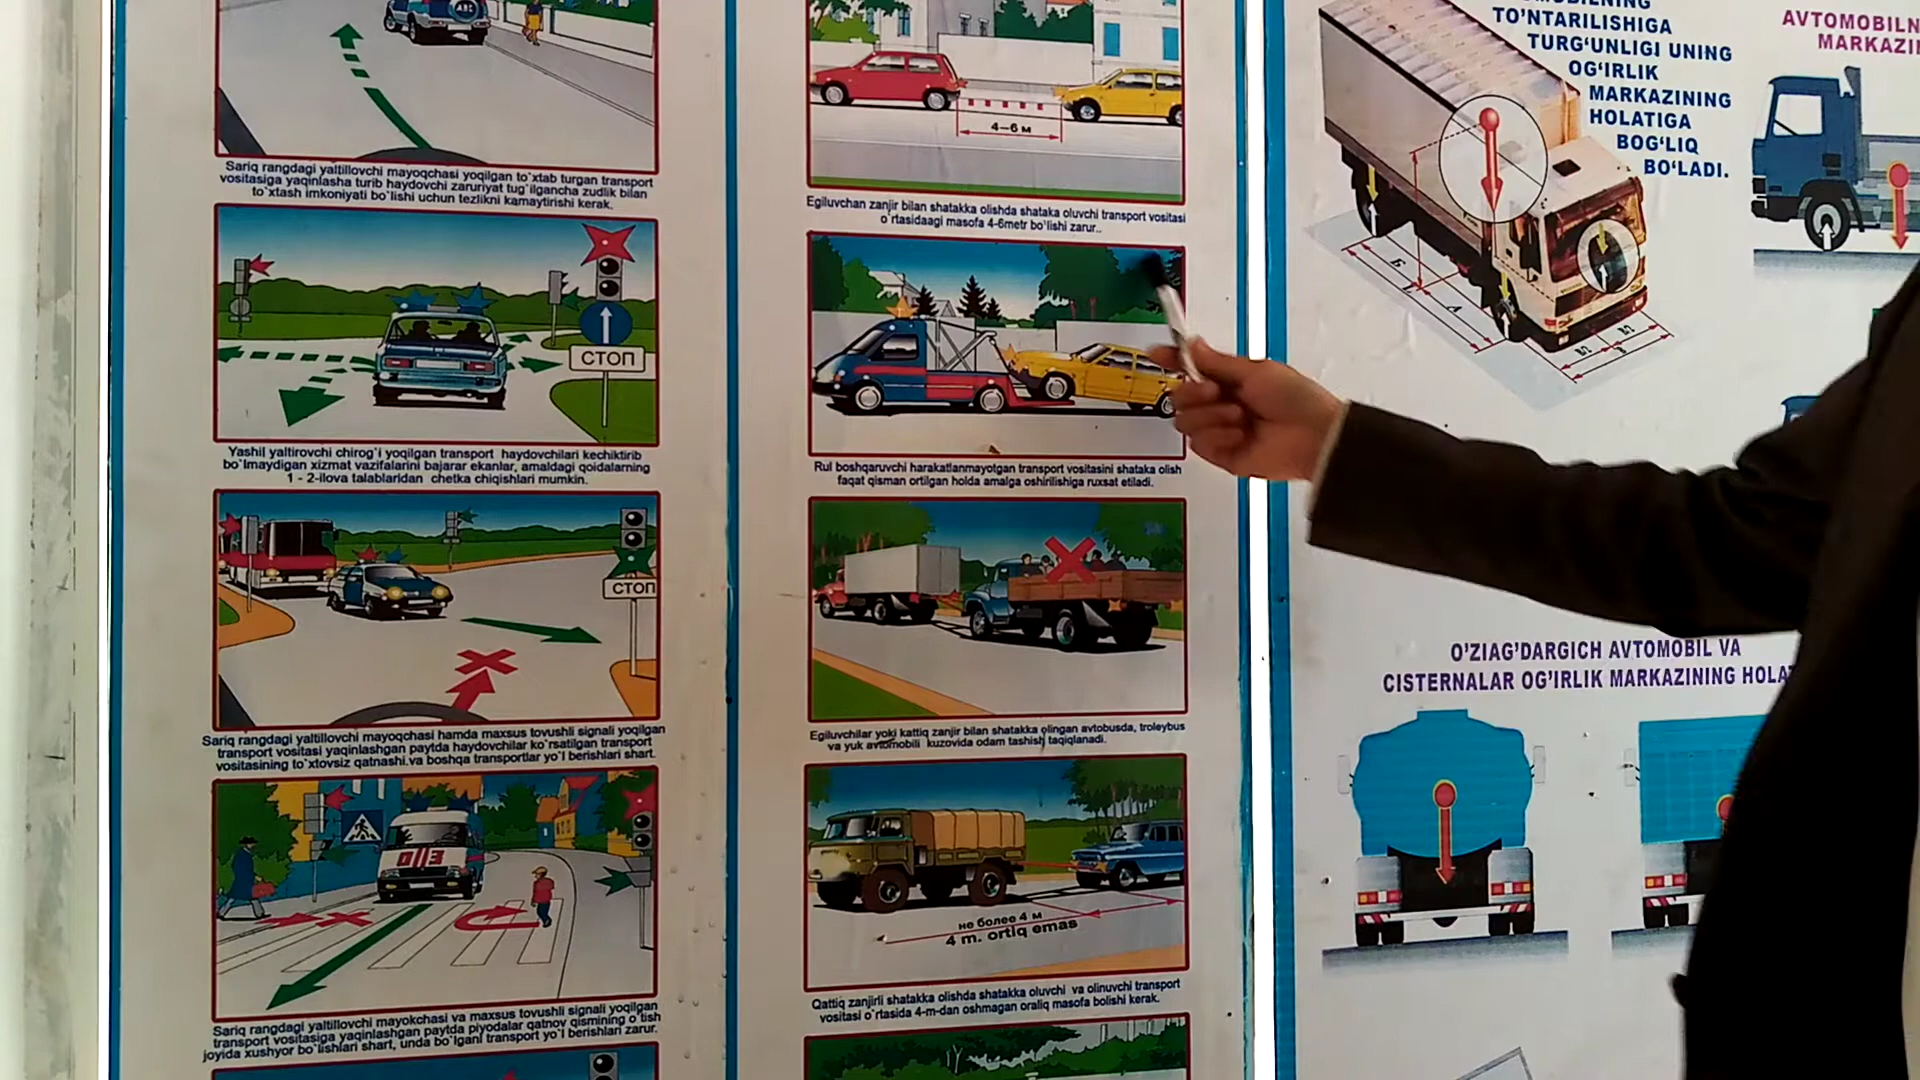 ABC
Sariq rangdagi yaltillovchi mayoqchasi yoqilgan to`xtab turgan transport
vositasiga yaqinlasha turib haydovchi zaruriyat tug`ilgancha zudlik bilan
to`xtash imkoniyati bo`lishi uchun tezlikni kamaytirishi kerak.
СТОП
Yashil yaltirovchi chirog`i yoqilgan transport haydovchilari kechiktirib
bo`lmaydigan xizmat vazifalarini bajarar ekanlar, amaldagi qoidalarning
1 - 2-ilova talablaridan chetka chiqishlari mumkin.
СТОП
Sariq rangdagi yaltillovchi mayoqchasi hamda maxsus tovushli signali yoqilgan
transport vositasi yaqinlashgan paytda haydovchilar ko`rsatilgan transport
vositasining to`xtovsiz qatnashi.va boshqa transportlar yo`l berishlari shart.
Sariq rangdagi yaltillovchi mayokchasi va maxsus tovushli signali yoqilgan
transport vositasiga yaqinlashgan paytda piyodalar qatnov qismining o`tish
joyida xushyor bo`lishlari shart, unda bo`lgani transport yo`l berishlari zarur.
4–6 м
Egiluvchan zanjir bilan shatakka olishda shataka oluvchi transport vositasi
o`rtasidaagi masofa 4-6metr bo`lishi zarur..
Rul boshqaruvchi harakatlanmayotgan transport vositasini shataka olish
faqat qisman ortilgan holda amalga oshirilishiga ruxsat etiladi.
Egiluvchilar yoki kattiq zanjir bilan shatakka olingan avtobusda, troleybus
va yuk avtomobili kuzovida odam tashish taqiqlanadi.
не более 4 м
4 m. ortiq emas
Qattiq zanjirli shatakka olishda shatakka oluvchi va olinuvchi transport
vositasi o`rtasida 4-m-dan oshmagan oraliq masofa bolishi kerak.
TO’NTARILISHIGA
TURG‘UNLIGI UNING
OG‘IRLIK
MARKAZINING
HOLATIGA
BOG‘LIQ
BO‘LADI.
Б
А
В/2
В/2
В
O’ZIAG’DARGICH AVTOMOBIL VA
CISTERNALAR OG’IRLIK MARKAZINING